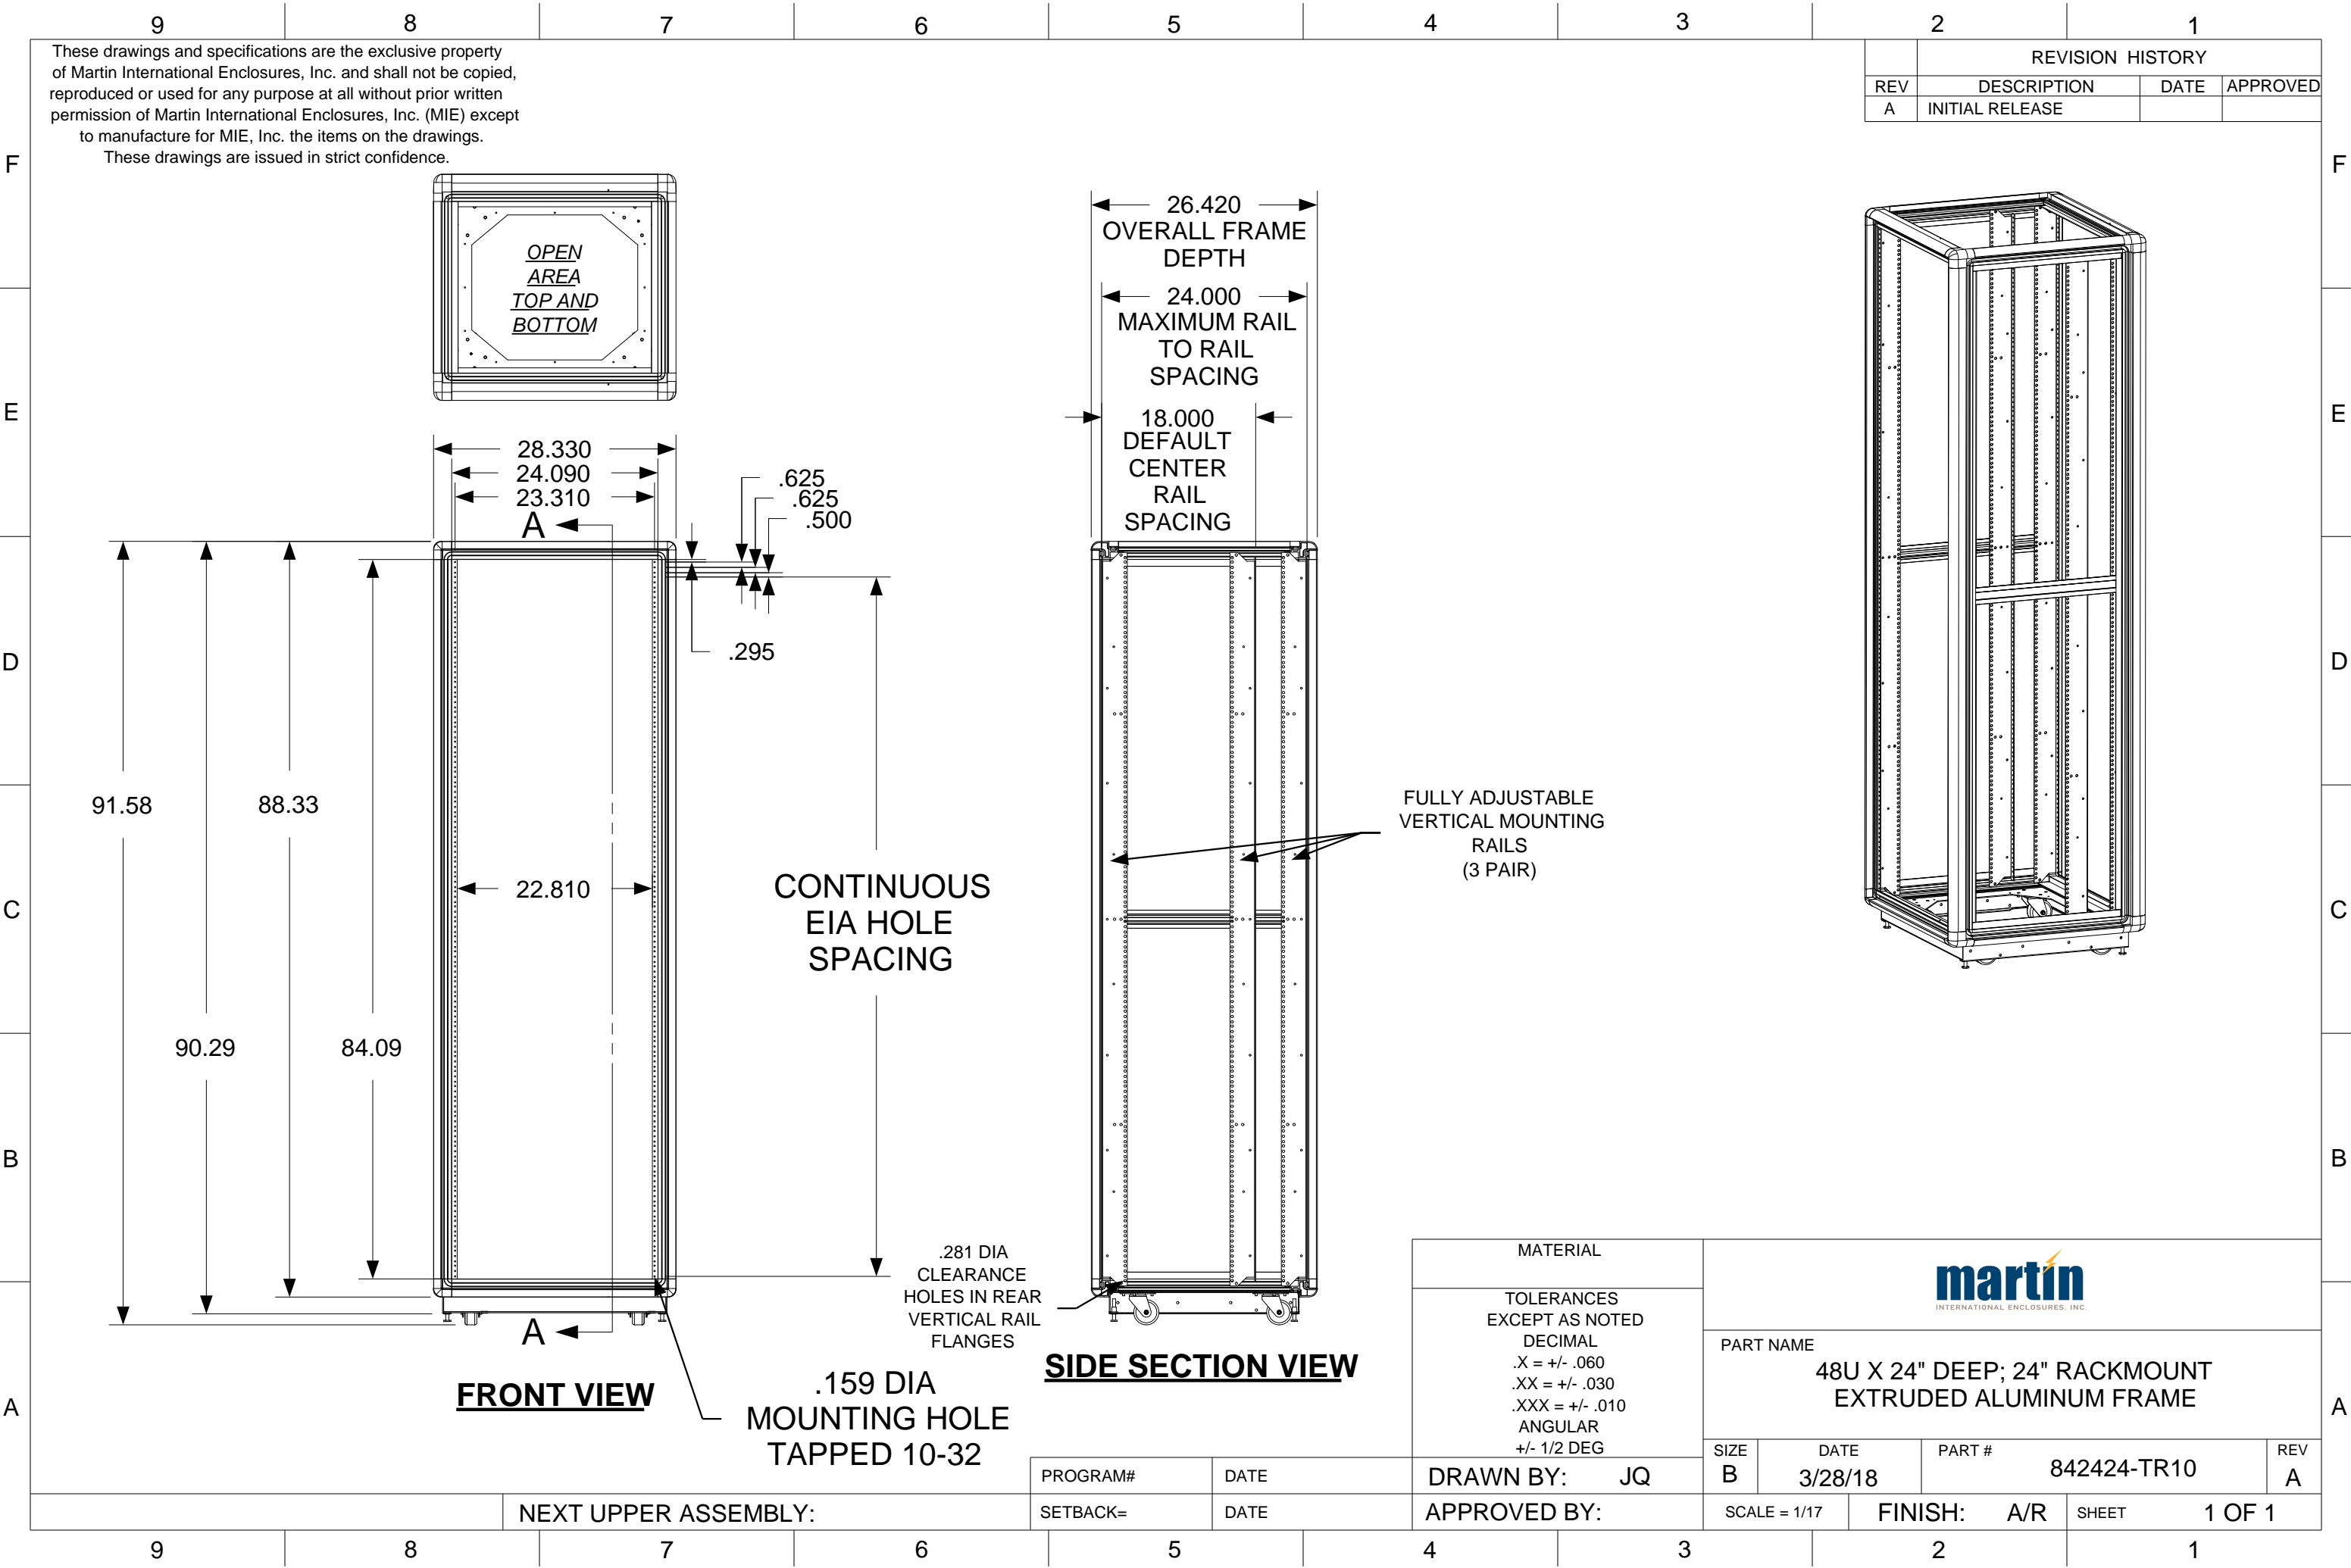 9 8 7 6 5 4 3 2 1
These drawings and specifications are the exclusive property
of Martin International Enclosures, Inc. and shall not be copied,
reproduced or used for any purpose at all without prior written
permission of Martin International Enclosures, Inc. (MIE) except
to manufacture for MIE, Inc. the items on the drawings.
These drawings are issued in strict confidence.
REVISION HISTORY
REV DESCRIPTION DATE APPROVED
A INITIAL RELEASE
F F
OPEN
AREA
TOP AND
BOTTOM
26.420
OVERALL FRAME
DEPTH
24.000
MAXIMUM RAIL
TO RAIL
SPACING
18.000
DEFAULT
CENTER
RAIL
SPACING
E E
28.330
24.090
23.310
A
.625
.625
.500
.295
D D
91.58
88.33
90.29
84.09
22.810
CONTINUOUS
EIA HOLE
SPACING
FULLY ADJUSTABLE
VERTICAL MOUNTING
RAILS
(3 PAIR)
C C
B B
.281 DIA
CLEARANCE
HOLES IN REAR
VERTICAL RAIL
FLANGES
A
FRONT VIEW
SIDE SECTION VIEW
.159 DIA
MOUNTING HOLE
TAPPED 10-32
A A
MATERIAL
TOLERANCES
EXCEPT AS NOTED
DECIMAL
.X = +/- .060
.XX = +/- .030
.XXX = +/- .010
ANGULAR
+/- 1/2 DEG
martin
INTERNATIONAL ENCLOSURES, INC.
PART NAME
48U X 24" DEEP; 24" RACKMOUNT
EXTRUDED ALUMINUM FRAME
SIZE DATE PART # REV
B 3/28/18 842424-TR10 A
PROGRAM# DATE DRAWN BY: JQ
NEXT UPPER ASSEMBLY: SETBACK= DATE APPROVED BY: SCALE = 1/17 FINISH: A/R SHEET 1 OF 1
9 8 7 6 5 4 3 2 1